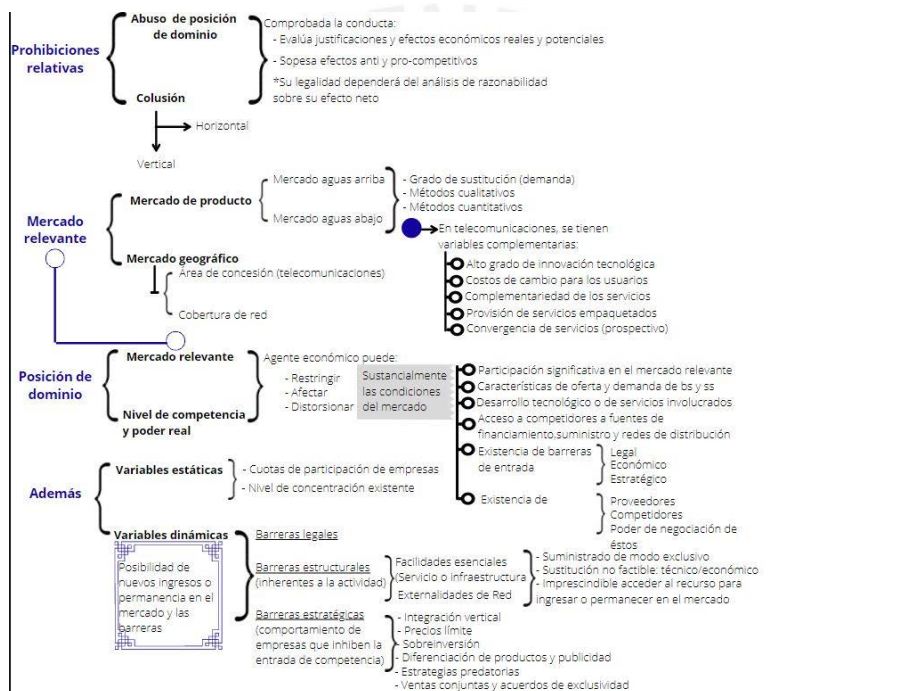 Prohibiciones
relativas
Abuso de posición
de dominio
Colusión
Horizontal
Vertical
Comprobada la conducta:
- Evalúa justificaciones y efectos económicos reales y potenciales
- Sopesa efectos anti y pro-competitivos
*Su legalidad dependerá del análisis de razonabilidad
sobre su efecto neto
Mercado
relevante
Mercado de producto
Mercado aguas arriba
Mercado aguas abajo
- Grado de sustitución (demanda)
- Métodos cualitativos
- Métodos cuantitativos
En telecomunicaciones, se tienen
variables complementarias:
Alto grado de innovación tecnológica
Costos de cambio para los usuarios
Complementariedad de los servicios
Provisión de servicios empaquetados
Convergencia de servicios (prospectivo)
Mercado geográfico
Área de concesión (telecomunicaciones)
Cobertura de red
Posición de
dominio
Mercado relevante
Nivel de competencia
y poder real
Agente económico puede:
- Restringir
- Afectar
- Distorsionar
Sustancialmente
las condiciones
del mercado
Participación significativa en el mercado relevante
Características de oferta y demanda de bs y ss
Desarrollo tecnológico o de servicios involucrados
Acceso a competidores a fuentes de
financiamiento,suministro y redes de distribución
Existencia de barreras
de entrada
Legal
Económico
Estratégico
Existencia de
Proveedores
Competidores
Poder de negociación de
éstos
Además
Variables estáticas
- Cuotas de participación de empresas
- Nivel de concentración existente
Variables dinámicas
Posibilidad de
nuevos ingresos o
permanencia en el
mercado y las
barreras
Barreras legales
Barreras estructurales
(inherentes a la actividad)
Facilidades esenciales
(Servicio o infraestructura
Externalidades de Red
- Suministrado de modo exclusivo
- Sustitución no factible: técnico/económico
- Imprescindible acceder al recurso para
ingresar o permanecer en el mercado
Barreras estratégicas
(comportamiento de
empresas que inhiben la
entrada de competencia)
- Integración vertical
- Precios límite
- Sobreinversión
- Diferenciación de productos y publicidad
- Estrategias predatorias
- Ventas conjuntas y acuerdos de exclusividad